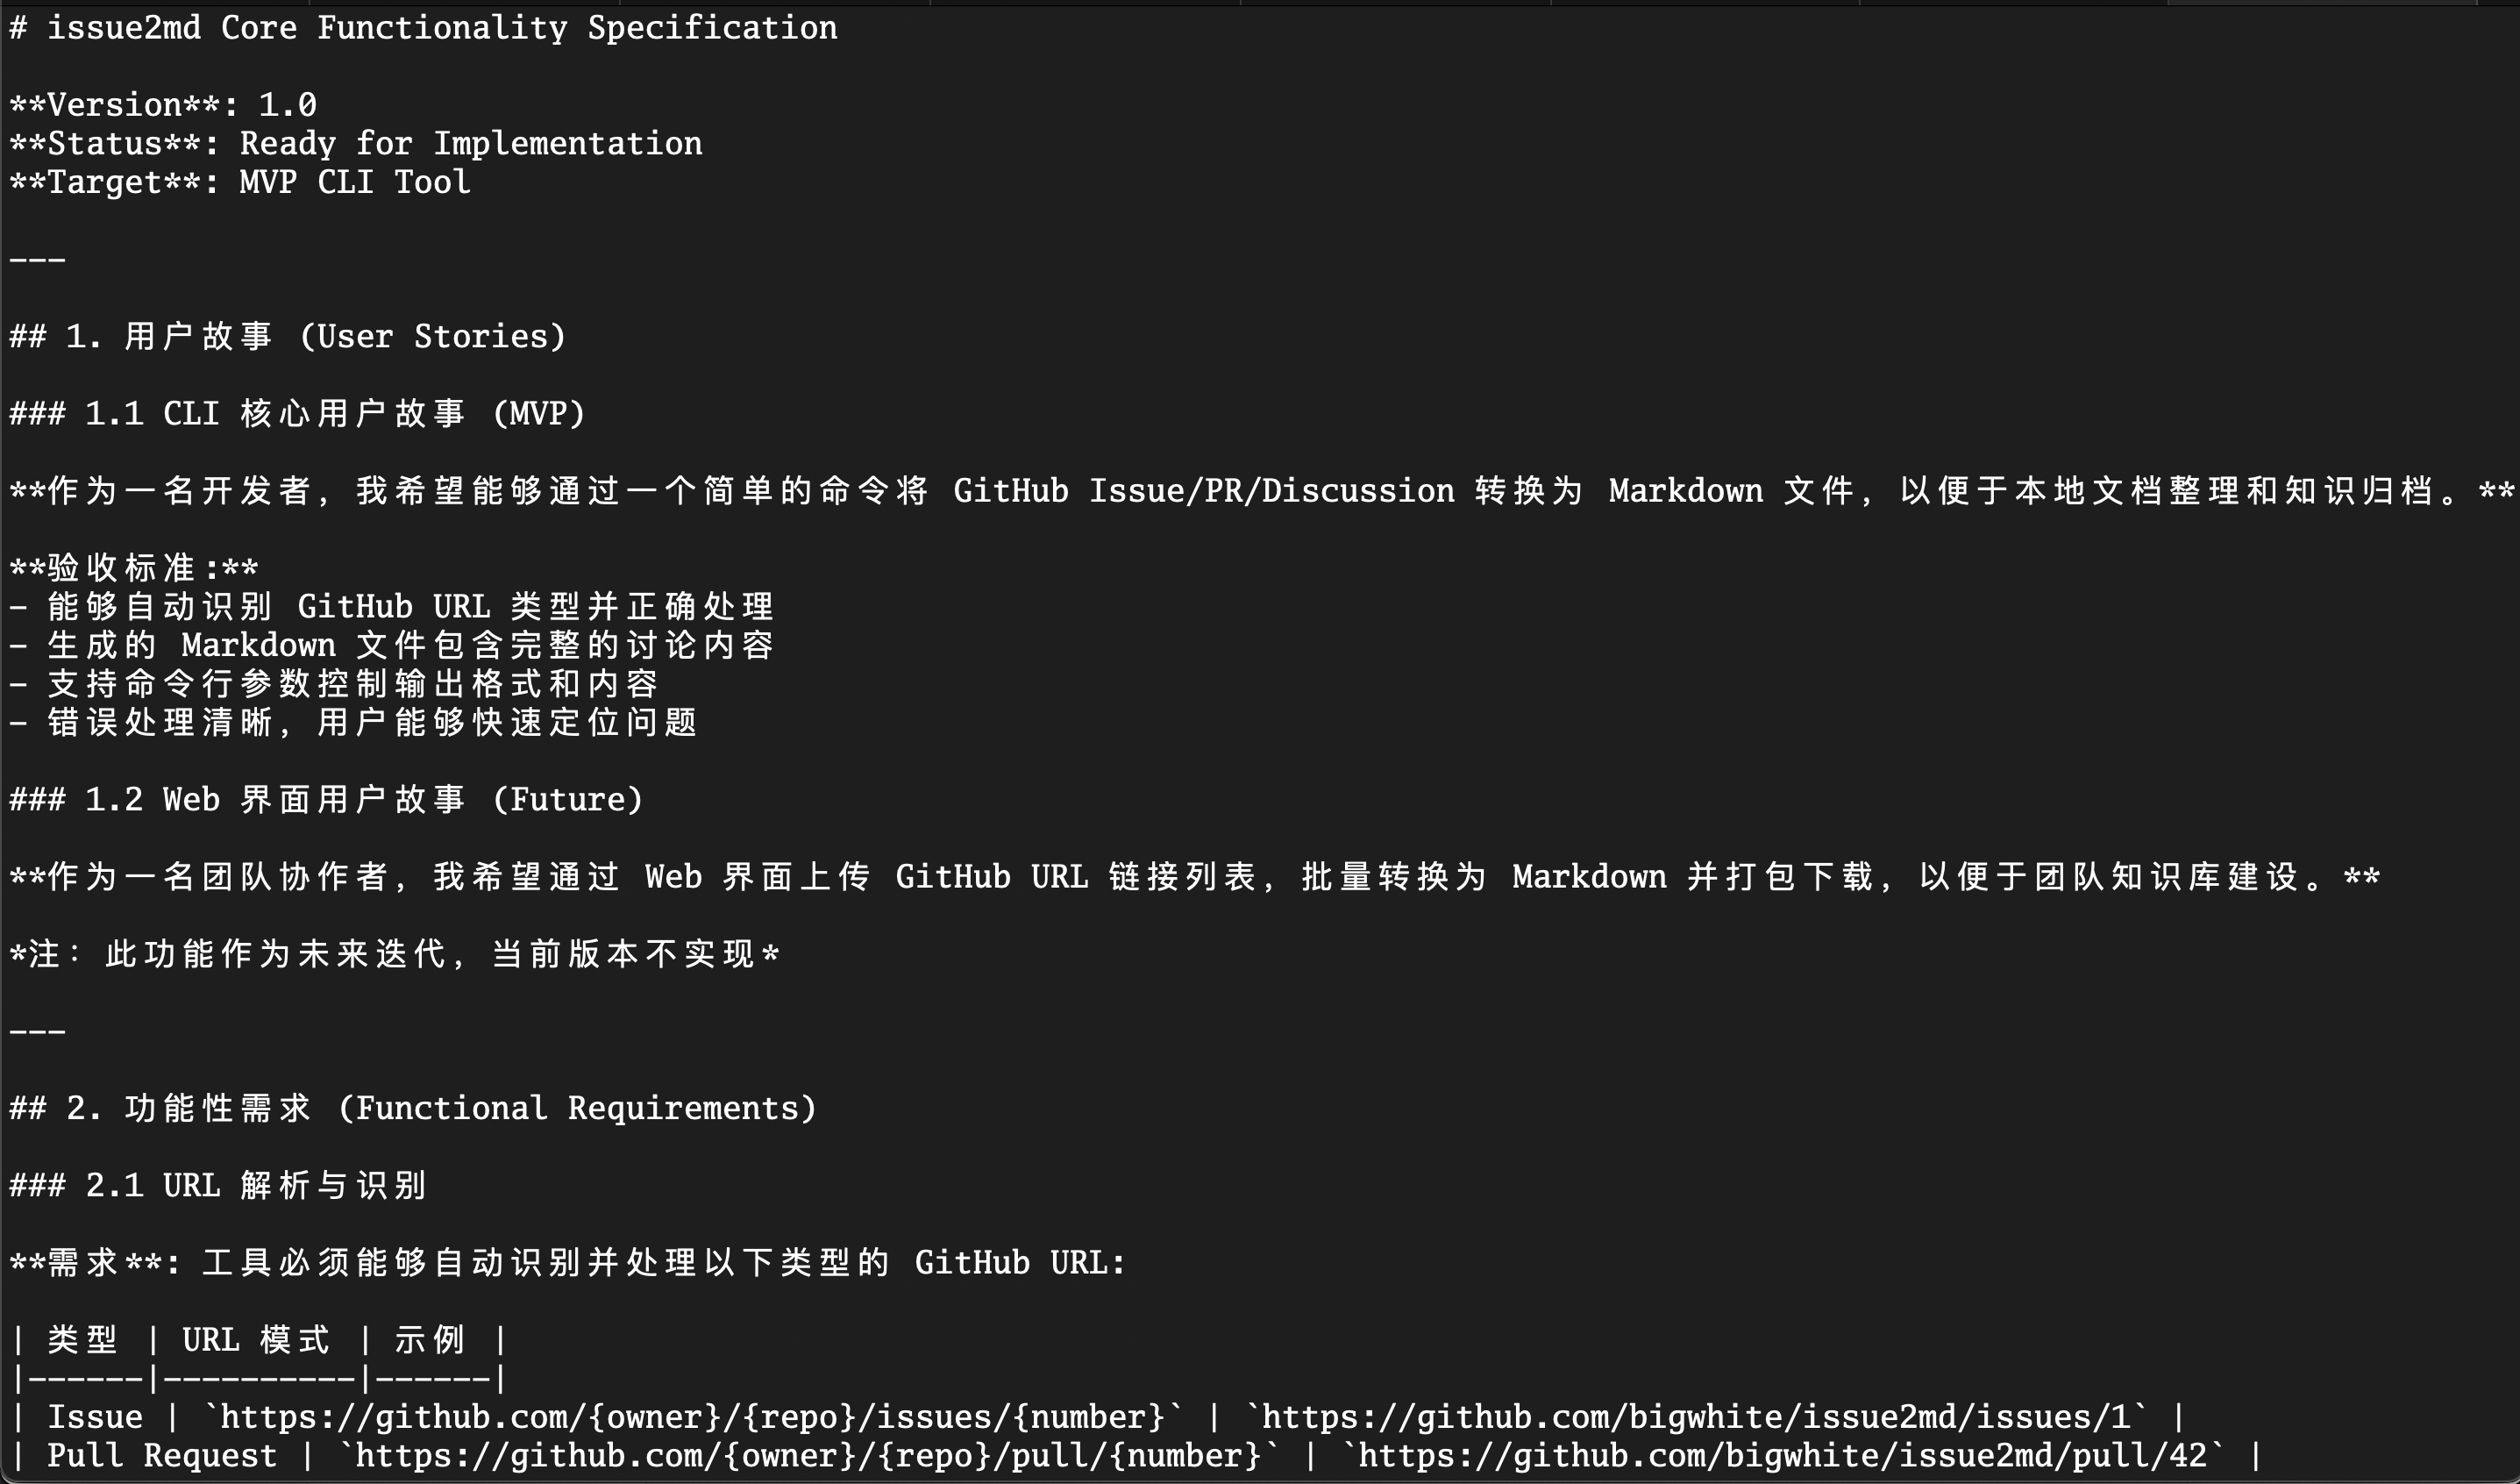 # issue2md Core Functionality Specification
**Version**: 1.0
**Status**: Ready for Implementation
**Target**: MVP CLI Tool
---
## 1. 用户故事 (User Stories)
### 1.1 CLI 核心用户故事 (MVP)
**作为一名开发者，我希望能够通过一个简单的命令将 GitHub Issue/PR/Discussion 转换为 Markdown 文件，以便于本地文档整理和知识归档。**
**验收标准:**
- 能够自动识别 GitHub URL 类型并正确处理
- 生成的 Markdown 文件包含完整的讨论内容
- 支持命令行参数控制输出格式和内容
- 错误处理清晰，用户能够快速定位问题
### 1.2 Web 界面用户故事 (Future)
**作为一名团队协作者，我希望通过 Web 界面上传 GitHub URL 链接列表，批量转换为 Markdown 并打包下载，以便于团队知识库建设。**
*注：此功能作为未来迭代，当前版本不实现*
---
## 2. 功能性需求 (Functional Requirements)
### 2.1 URL 解析与识别
**需求**: 工具必须能够自动识别并处理以下类型的 GitHub URL:
| 类型 | URL 模式 | 示例 |
|------|----------|------|
| Issue | `https://github.com/{owner}/{repo}/issues/{number}` | `https://github.com/bigwhite/issue2md/issues/1` |
| Pull Request | `https://github.com/{owner}/{repo}/pull/{number}` | `https://github.com/bigwhite/issue2md/pull/42` |